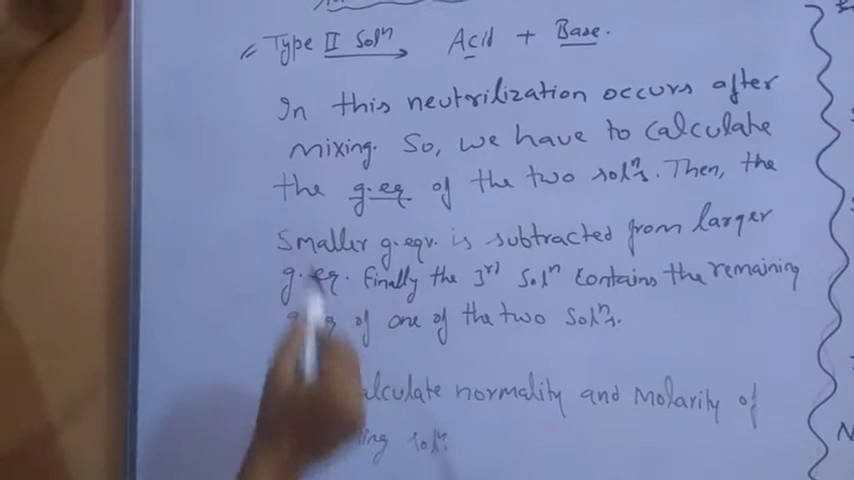 Type II Solⁿ → Acid + Base.
In this neutrilization occurs after
mixing. So, we have to calculate
the g.eq of the two solⁿs. Then, the
Smaller g.eqv. is subtracted from larger
g.eq. Finally the 3rd Solⁿ Contains the remaining
of one of the two Solⁿs.
alculate normality and Molarity of
ing solⁿ.
N